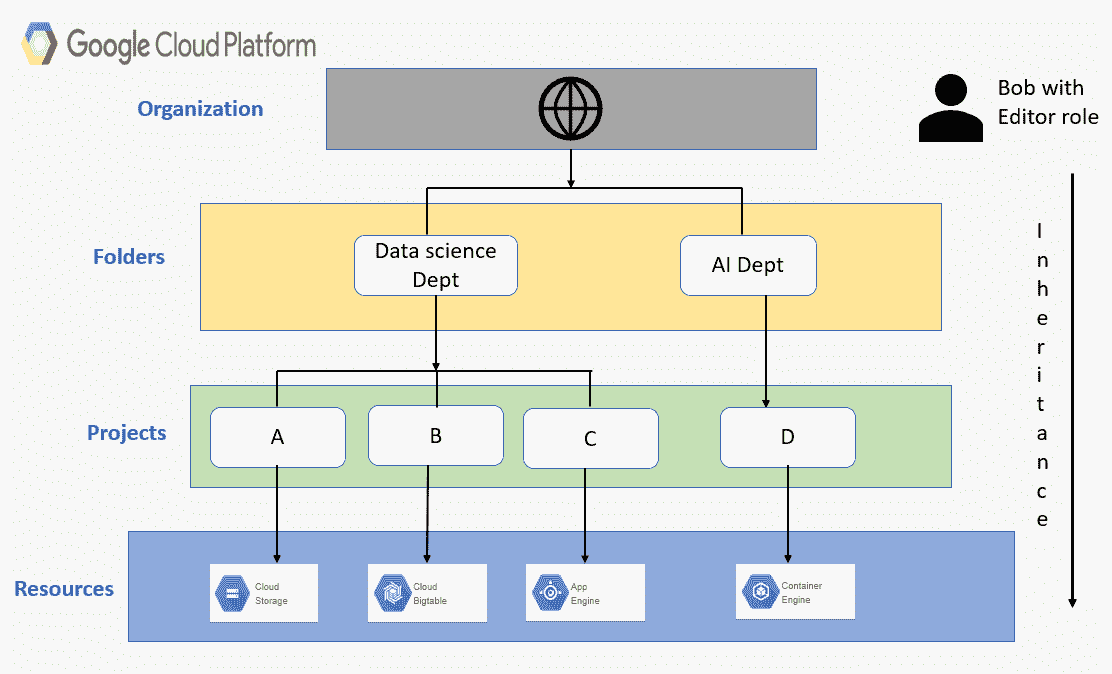 Google Cloud Platform
Organization
Bob with
Editor role
Folders
Data science
Dept
AI Dept
Inheritance
Projects
A
B
C
D
Resources
Cloud
Storage
Cloud
Bigtable
App
Engine
Container
Engine